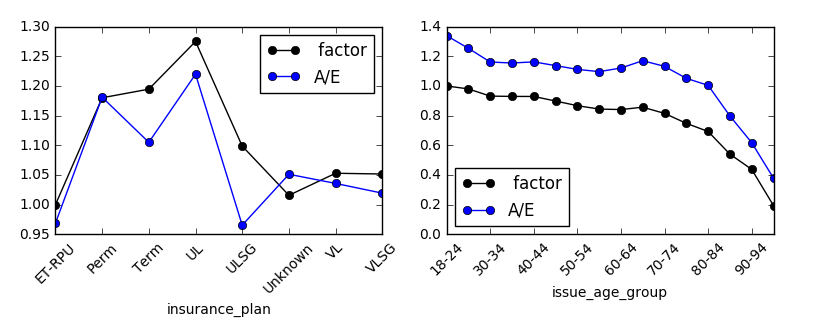 1.30
1.25
1.20
1.15
1.10
1.05
1.00
0.95
factor
A/E
ET-RPU
Perm
Term
UL
ULSG
Unknown
VL
VLSG
insurance_plan
1.4
1.2
1.0
0.8
0.6
0.4
0.2
0.0
factor
A/E
18-24
30-34
40-44
50-54
60-64
70-74
80-84
90-94
issue_age_group